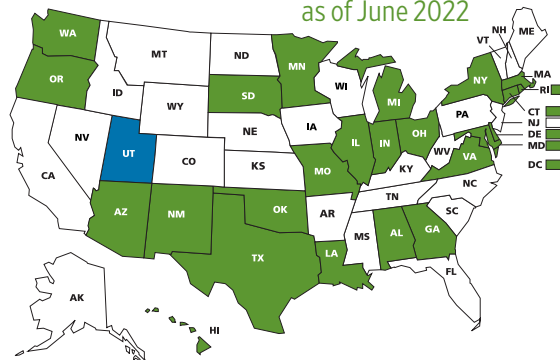 as of June 2022
WA
MT
ND
MN
VT
NH
ME
OR
ID
SD
WI
MI
NY
MA
RI
WY
CT
NJ
IA
PA
DE
NV
NE
IL
IN
OH
MD
UT
CO
WV
VA
DC
CA
KS
MO
KY
NC
TN
AZ
NM
OK
AR
SC
MS
AL
GA
TX
LA
FL
AK
HI